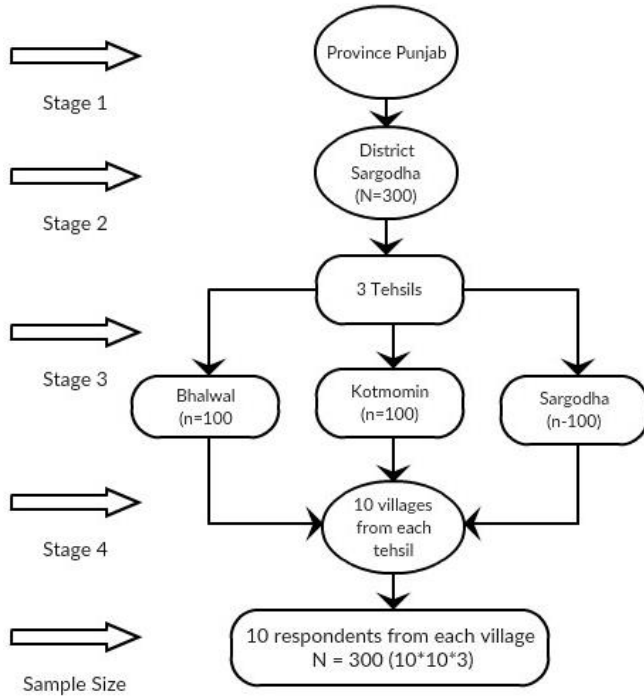 Province Punjab
Stage 1
District
Sargodha
(N=300)
Stage 2
3 Tehsils
Stage 3
Bhalwal
(n=100
Kotmomin
(n=100)
Sargodha
(n-100)
10 villages
from each
tehsil
Stage 4
10 respondents from each village
N = 300 (10*10*3)
Sample Size